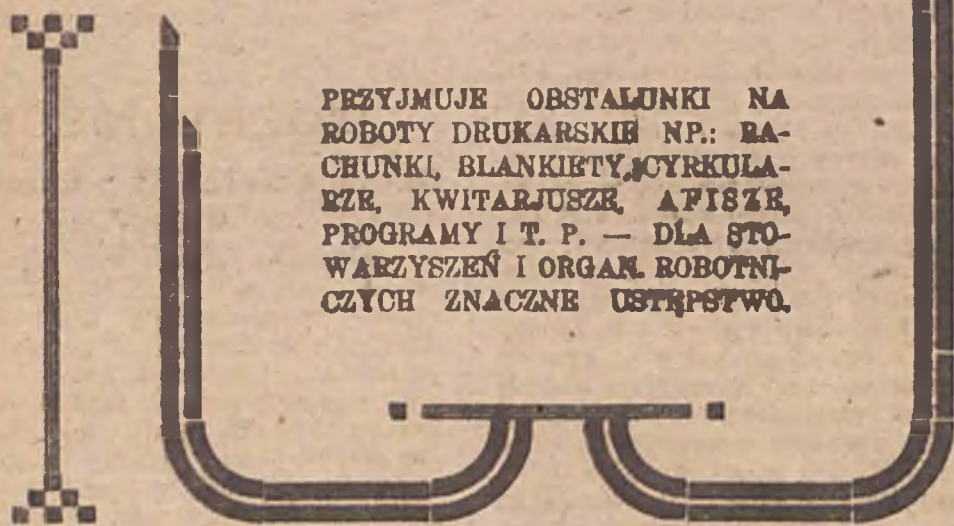 PRZYJMUJE OBSTALUNKI NA
ROBOTY DRUKARSKIE NP.: RA-
CHUNKI, BLANKIETY, CYRKULA-
RZE, KWITARJUSZE, AFISZE,
PROGRAMY I T. P. — DLA STO-
WARZYSZEŃ I ORGAN. ROBOTNI-
CZYCH ZNACZNE USTĘPSTWO.